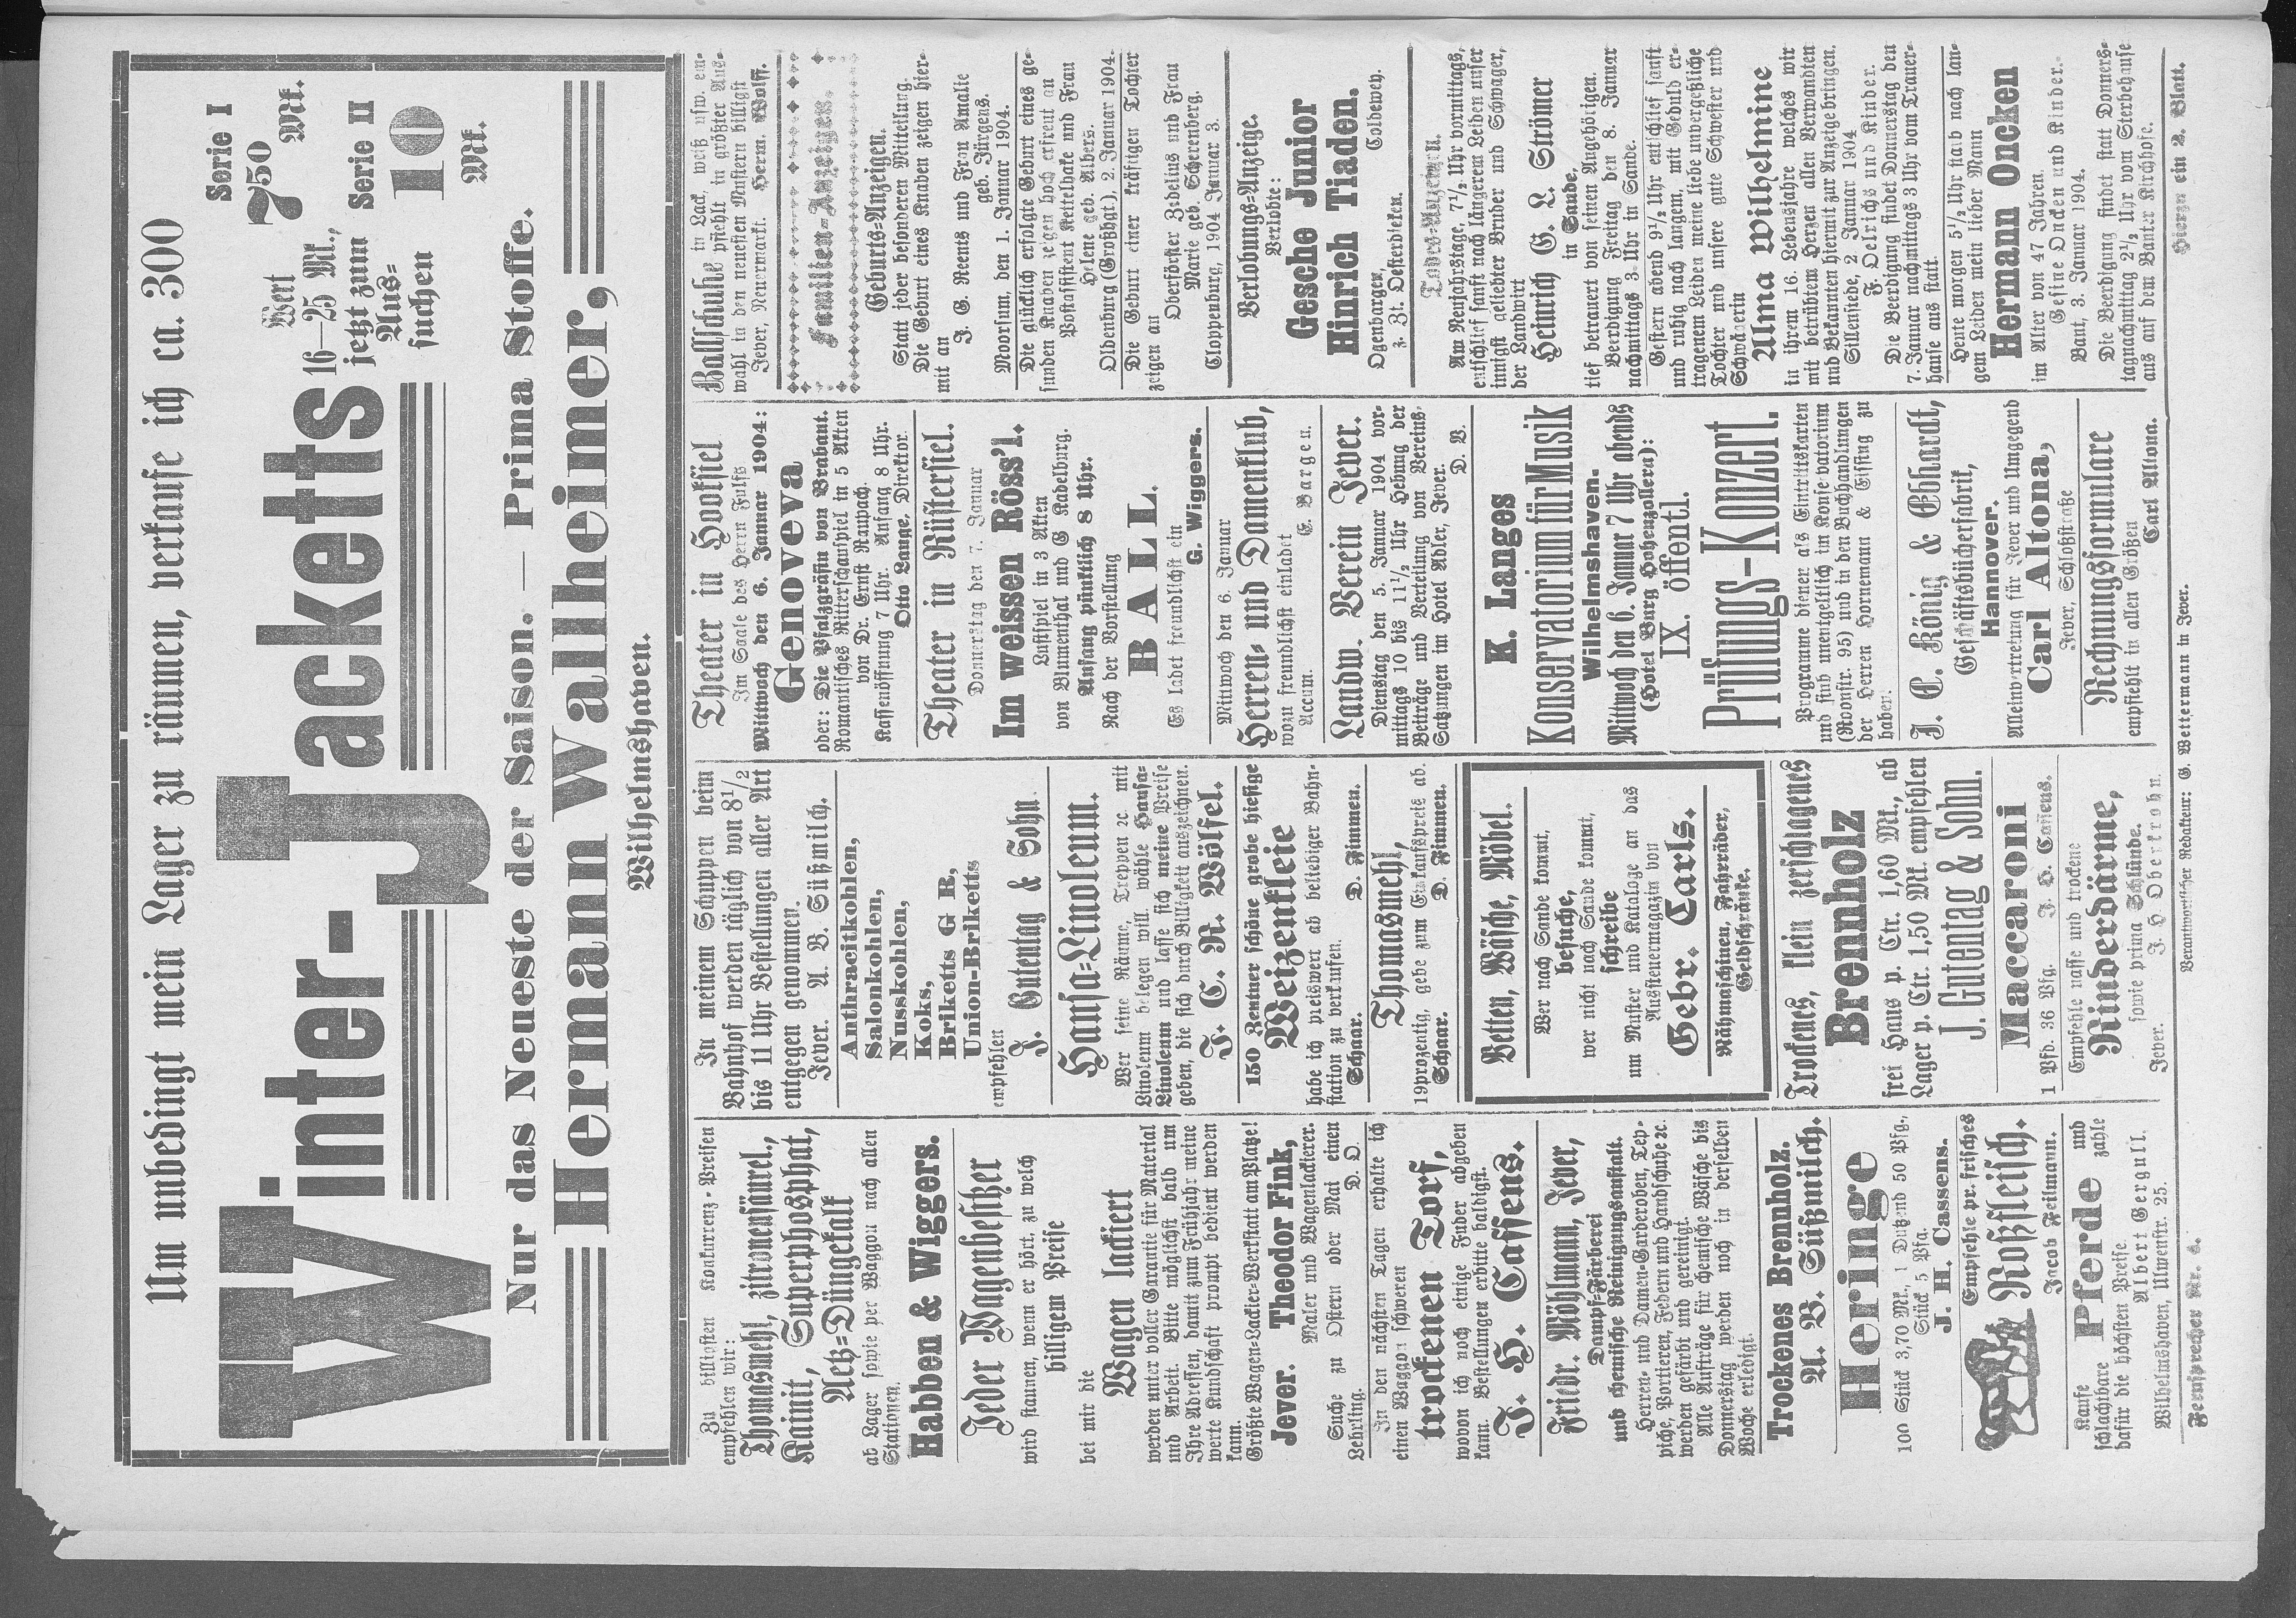 Um unbedingt mein Lager zu räumen, verkaufe ich ca. 300
Winter-Jacketts
Wert
16—25 Mk.,
jetzt zum
Aus-
suchen
Serie I
7⁵⁰
Mk.
Serie II
10
Mk.
Nur das Neueste der Saison. — Prima Stoffe.
Hermann Wallheimer,
Wilhelmshaven.
Zu billigsten Konkurrenz-Preisen
empfehlen wir:
Thomasmehl, zitronensäurel.,
Kainit, Superphosphat,
Aetz-Düngekalk
ab Lager sowie per Waggon nach allen
Stationen.
Habben & Wiggers.
Jeder Wagenbesitzer
wird staunen, wenn er hört, zu welch
billigem Preise
bei mir die
Wagen lackiert
werden unter voller Garantie für Material
und Arbeit. Bitte möglichst bald um
Ihre Adressen, damit zum Frühjahr meine
werte Kundschaft prompt bedient werden
kann.
Größte Wagen-Lackier-Werkstatt am Platze!
Jever. Theodor Fink,
Maler und Wagenlackierer.
Suche zu Ostern oder Mai einen
Lehrling. D. O.
In den nächsten Tagen erhalte ich
einen Waggon schweren
trockenen Torf,
wovon ich noch einige Fuder abgeben
kann. Bestellungen erbitte baldigst.
J. H. Cassens.
Friedr. Möhlmann, Jever,
Dampf-Färberei
und chemische Reinigungsanstalt.
Herren- und Damen-Garderoben, Tep-
piche, Portieren, Federn und Handschuhe ꝛc.
werden gefärbt und gereinigt.
Alle Aufträge für chemische Wäsche bis
Donnerstag werden noch in derselben
Woche erledigt.
Trockenes Brennholz.
A. B. Süßmilch.
Heringe
100 Stück 3,70 Mk. 1 Dutzend 50 Pfg.
Stück 5 Pfg.
J. H. Cassens.
Empfehle pr. frisches
Roßfleisch.
Jacob Feilmann.
Kaufe
schlachtbare Pferde und zahle
dafür die höchsten Preise.
Albert Gergull.
Wilhelmshaven, Ulmenstr. 25.
Fernsprecher Nr. 6.
In meinem Schuppen beim
Bahnhof werden täglich von 8½
bis 11 Uhr Bestellungen aller Art
entgegen genommen.
Jever. A. B. Süßmilch.
Anthracitkohlen,
Salonkohlen,
Nusskohlen,
Koks,
Briketts G R,
Union-Briketts
empfehlen
J. Gutentag & Sohn.
Hansa-Linoleum.
Wer seine Räume, Treppen ꝛc. mit
Linoleum belegen will, wähle Hansa-
Linoleum und lasse sich meine Preise
geben, die sich durch Billigkeit auszeichnen.
J. C. R. Wölfel.
150 Zentner schöne grobe hiesige
Weizenkleie
habe ich preiswert ab beliebiger Bahn-
station zu verkaufen.
Schaar. D. Fimmen.
Thomasmehl,
19prozentig, gebe zum Einkaufspreis ab.
Schaar. D. Fimmen.
Betten, Wäsche, Möbel.
Wer nach Sande kommt,
besuche,
wer nicht nach Sande kommt,
schreibe
um Muster und Kataloge an das
Aussteuermagazin von
Gebr. Carls.
Nähmaschinen, Fahrräder,
Geldschränke.
Trockenes, klein zerschlagenes
Brennholz
frei Haus p. Ctr. 1,60 Mk., ab
Lager p. Ctr. 1,50 Mk. empfehlen
J. Gutentag & Sohn.
Maccaroni
1 Pfd. 36 Pfg. J. H. Cassens.
Empfehle nasse und trockene
Rinderdärme,
sowie prima Schlünde.
Jever. J. H. Oberkrohn.
Theater in Hooksiel
Im Saale des Herrn Fulfs
Mittwoch den 6. Januar 1904:
Genoveva
oder: Die Pfalzgräfin von Brabant.
Romantisches Ritterschauspiel in 5 Akten
von Dr. Ernst Raupach.
Kassenöffnung 7 Uhr. Anfang 8 Uhr.
Otto Lange, Direktor.
Theater in Rüstersiel.
Donnerstag den 7. Januar
Im weissen Röss'l.
Lustspiel in 3 Akten
von Blumenthal und G Kadelburg.
Anfang pünktlich 8 Uhr.
Nach der Vorstellung
BALL.
Es ladet freundlichst ein
G. Wiggers.
Mittwoch den 6. Januar
Herren- und Damenklub,
wozu freundlichst einladet
Accum. E. Bargen.
Landw. Verein Jever.
Dienstag den 5. Januar 1904 vor-
mittags 10 bis 11½ Uhr Hebung der
Beiträge und Verteilung von Vereins-
Satzungen im Hotel Adler, Jever.
D. V.
K. Langes
Konservatorium für Musik
Wilhelmshaven.
Mittwoch den 6. Januar 7 Uhr abends
(Hotel Burg Hohenzollern):
IX. öffentl.
Prüfungs-Konzert.
Programme dienen als Eintrittskarten
und sind unentgeltlich im Konservatorium
(Roonstr. 95) und in den Buchhandlungen
der Herren Hornemann & Eissing zu
haben.
J. C. König & Ebhardt,
Geschäftsbücherfabrik,
Hannover.
Alleinvertretung für Jever und Umgegend
Carl Altona,
Jever, Schloßstraße
Rechnungsformulare
empfiehlt in allen Größen
Carl Altona.
Ballschuhe in Lack, weiß usw. em-
pfiehlt in größter Aus-
wahl in den neuesten Mustern billigst
Jever, Neuermarkt. Herm. Wolff.
Familien-Anzeigen.
Geburts-Anzeigen.
Statt jeder besonderen Mitteilung.
Die Geburt eines Knaben zeigen hier-
mit an
J. G. Reents und Frau Amalie
geb. Jürgens.
Moorsum, den 1. Januar 1904.
Die glücklich erfolgte Geburt eines ge-
sunden Knaben zeigen hoch erfreut an
Postassistent Kettelhake und Frau
Helene geb. Albers.
Oldenburg (Großhgt), 2. Januar 1904.
Die Geburt einer kräftigen Tochter
zeigen an
Oberförster Zedelius und Frau
Marie geb. Scherenberg.
Cloppenburg, 1904 Januar 3.
Verlobungs-Anzeige.
Verlobte:
Gesche Junior
Hinrich Tiaden.
Ogenbargen, Coldewey.
z. Zt. Oesterdieken.
Todes-Anzeigen.
Am Neujahrstage, 7½ Uhr vormittags,
entschlief sanft nach längerem Leiden unser
innigst geliebter Bruder und Schwager,
der Landwirt
Heinrich G. L. Strömer
in Sande,
tief betrauert von seinen Angehörigen.
Beerdigung Freitag den 8. Januar
nachmittags 3 Uhr in Sande.
Gestern abend 9½ Uhr entschlief sanft
und ruhig nach langem, mit Geduld er-
tragenem Leiden meine liebe unvergeßliche
Tochter und unsere gute Schwester und
Schwägerin
Alma Wilhelmine
in ihrem 16. Lebensjahre welches wir
mit betrübtem Herzen allen Verwandten
und Bekannten hiermit zur Anzeige bringen.
Sillenstede, 2 Januar 1904
F. Oelrichs und Kinder.
Die Beerdigung findet Donnerstag den
7. Januar nachmittags 3 Uhr vom Trauer-
hause aus statt.
Heute morgen 5½ Uhr starb nach lan-
gem Leiden mein lieber Mann
Hermann Oncken
im Alter von 47 Jahren.
Gesine Oncken und Kinder.
Bant, 3. Januar 1904.
Die Beerdigung findet statt Donners-
tagnachmittag 2½ Uhr vom Sterbehause
aus auf dem Banter Kirchhofe.
Verantwortlicher Redakteur: G. Wettermann in Jever.
Hierzu ein 2. Blatt.